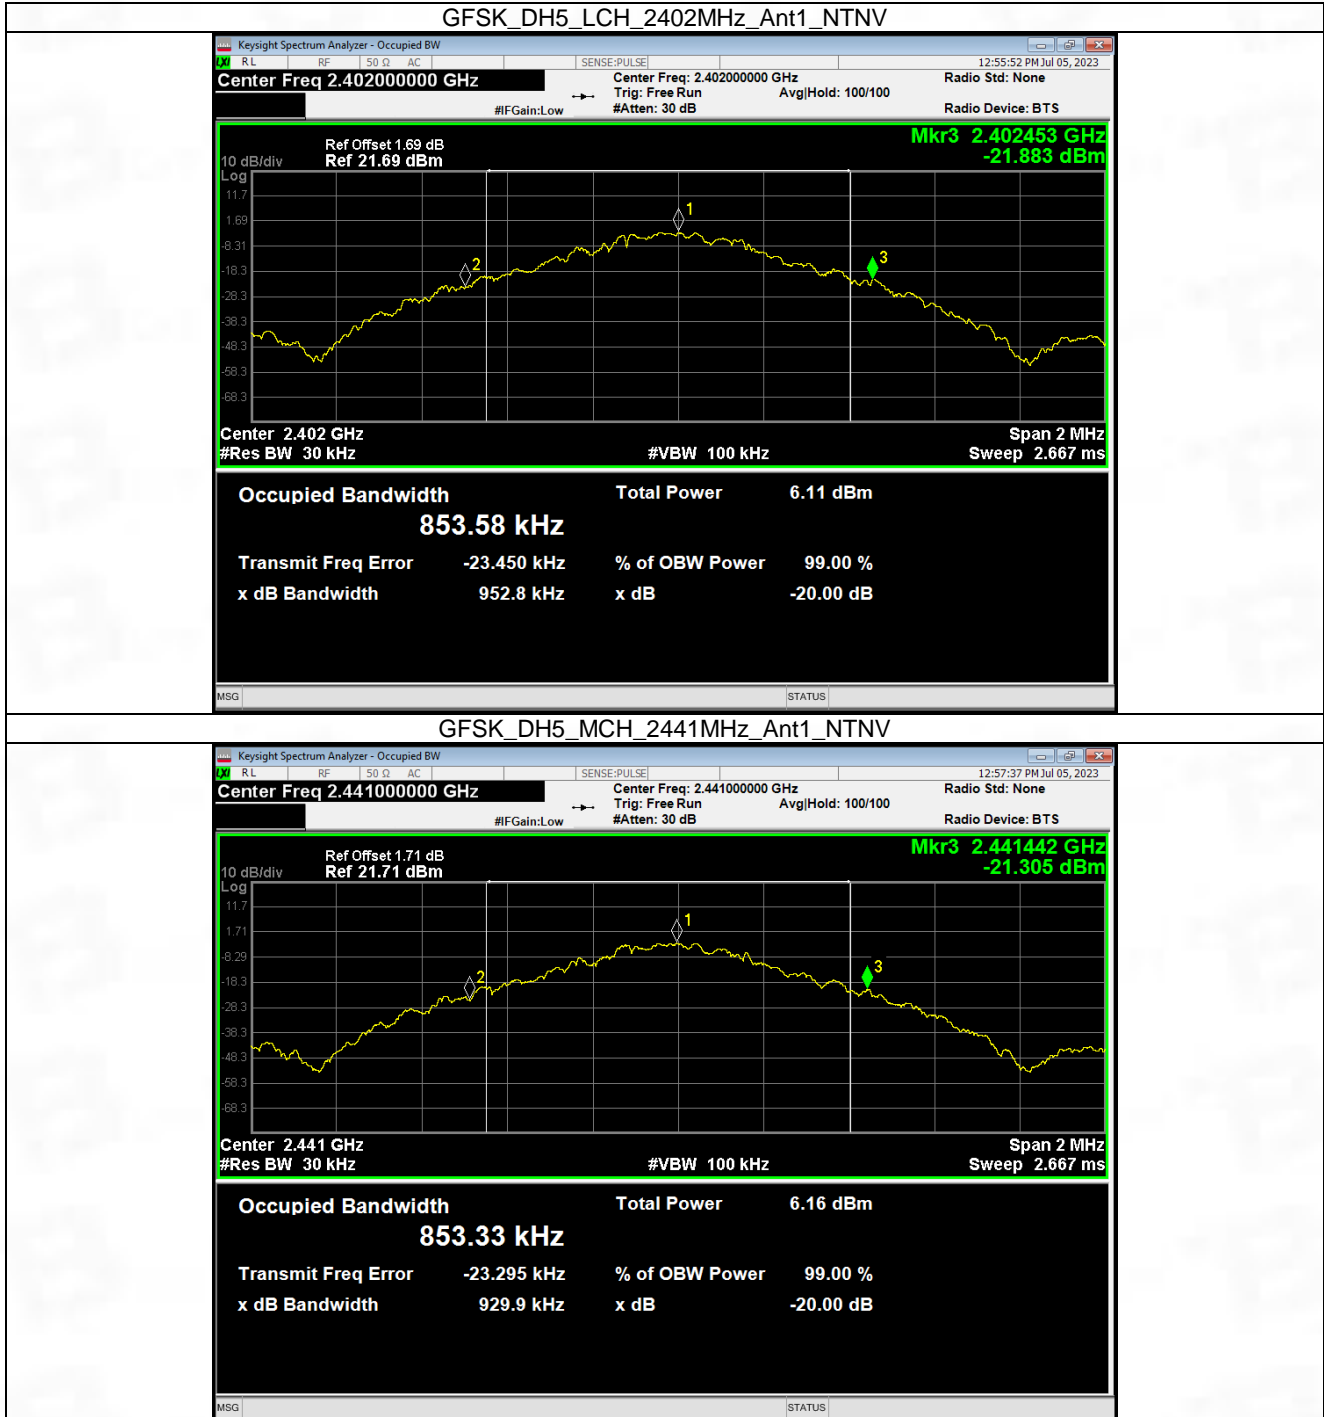 GFSK_DH5_LCH_2402MHz_Ant1_NTNV
Keysight Spectrum Analyzer - Occupied BW
LXI RL RF 50 Ω AC SENSE:PULSE 12:55:52 PM Jul 05, 2023
Center Freq 2.402000000 GHz Center Freq: 2.402000000 GHz Radio Std: None
Trig: Free Run Avg|Hold: 100/100
#IFGain:Low #Atten: 30 dB Radio Device: BTS
Mkr3 2.402453 GHz
-21.883 dBm
Ref Offset 1.69 dB
10 dB/div Ref 21.69 dBm
Log
11.7
1.69
-8.31
-18.3
-28.3
-38.3
-48.3
-58.3
-68.3
1
2
3
Center 2.402 GHz Span 2 MHz
#Res BW 30 kHz #VBW 100 kHz Sweep 2.667 ms
Occupied Bandwidth Total Power 6.11 dBm
853.58 kHz
Transmit Freq Error -23.450 kHz % of OBW Power 99.00 %
x dB Bandwidth 952.8 kHz x dB -20.00 dB
MSG STATUS
GFSK_DH5_MCH_2441MHz_Ant1_NTNV
Keysight Spectrum Analyzer - Occupied BW
LXI RL RF 50 Ω AC SENSE:PULSE 12:57:37 PM Jul 05, 2023
Center Freq 2.441000000 GHz Center Freq: 2.441000000 GHz Radio Std: None
Trig: Free Run Avg|Hold: 100/100
#IFGain:Low #Atten: 30 dB Radio Device: BTS
Mkr3 2.441442 GHz
-21.305 dBm
Ref Offset 1.71 dB
10 dB/div Ref 21.71 dBm
Log
11.7
1.71
-8.29
-18.3
-28.3
-38.3
-48.3
-58.3
-68.3
1
2
3
Center 2.441 GHz Span 2 MHz
#Res BW 30 kHz #VBW 100 kHz Sweep 2.667 ms
Occupied Bandwidth Total Power 6.16 dBm
853.33 kHz
Transmit Freq Error -23.295 kHz % of OBW Power 99.00 %
x dB Bandwidth 929.9 kHz x dB -20.00 dB
MSG STATUS